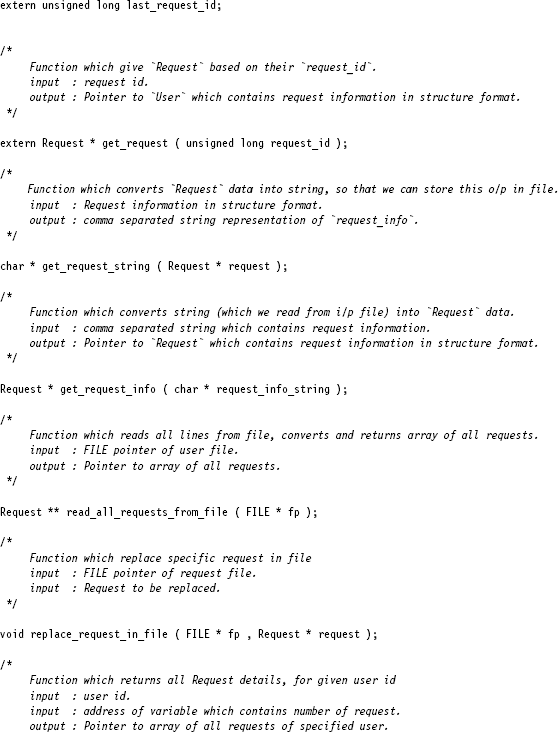 extern unsigned long last_request_id;
/*
Function which give `Request` based on their `request_id`.
input  : request id.
output : Pointer to `User` which contains request information in structure format.
*/
extern Request * get_request ( unsigned long request_id );
/*
Function which converts `Request` data into string, so that we can store this o/p in file.
input  : Request information in structure format.
output : comma separated string representation of `request_info`.
*/
char * get_request_string ( Request * request );
/*
Function which converts string (which we read from i/p file) into `Request` data.
input  : comma separated string which contains request information.
output : Pointer to `Request` which contains request information in structure format.
*/
Request * get_request_info ( char * request_info_string );
/*
Function which reads all lines from file, converts and returns array of all requests.
input  : FILE pointer of user file.
output : Pointer to array of all requests.
*/
Request ** read_all_requests_from_file ( FILE * fp );
/*
Function which replace specific request in file
input  : FILE pointer of request file.
input  : Request to be replaced.
*/
void replace_request_in_file ( FILE * fp , Request * request );
/*
Function which returns all Request details, for given user id
input  : user id.
input  : address of variable which contains number of request.
output : Pointer to array of all requests of specified user.